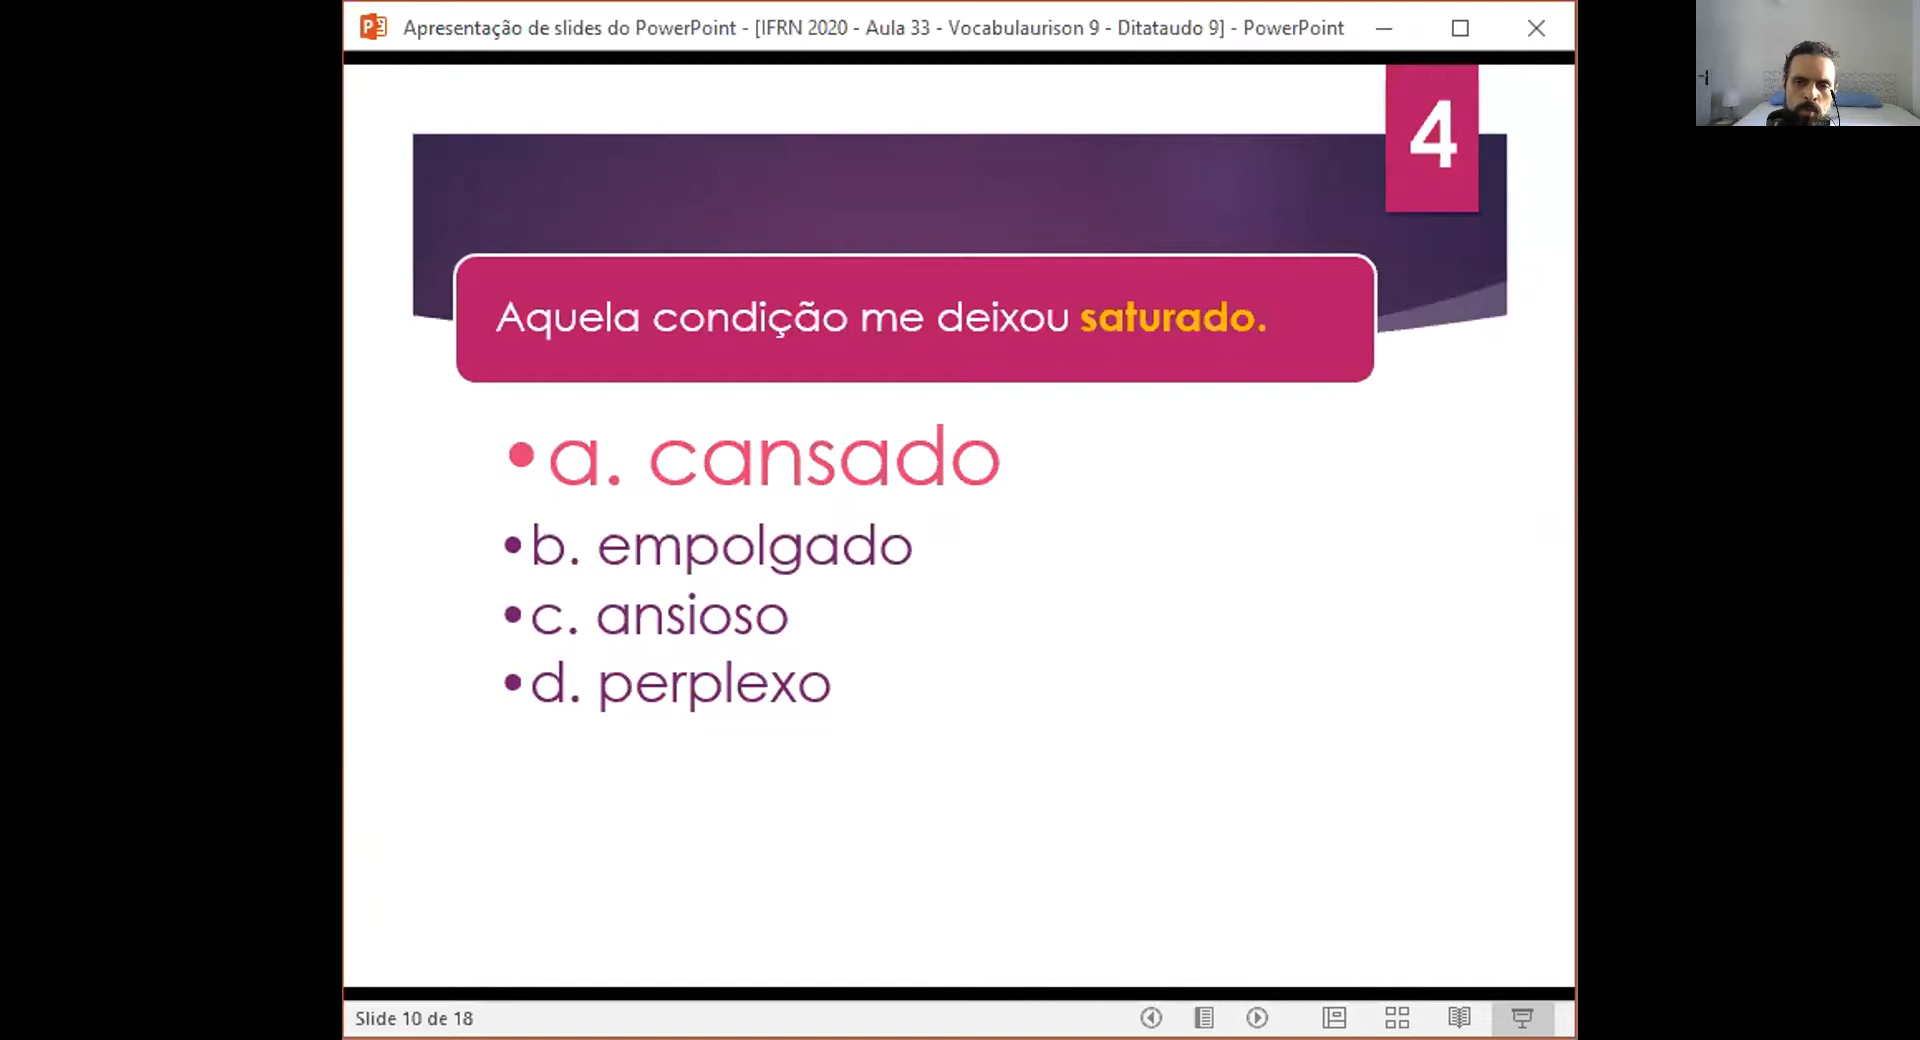 Apresentação de slides do PowerPoint - [IFRN 2020 - Aula 33 - Vocabulaurison 9 - Ditataudo 9] - PowerPoint
4
Aquela condição me deixou saturado.
•a. cansado
•b. empolgado
•c. ansioso
•d. perplexo
Slide 10 de 18